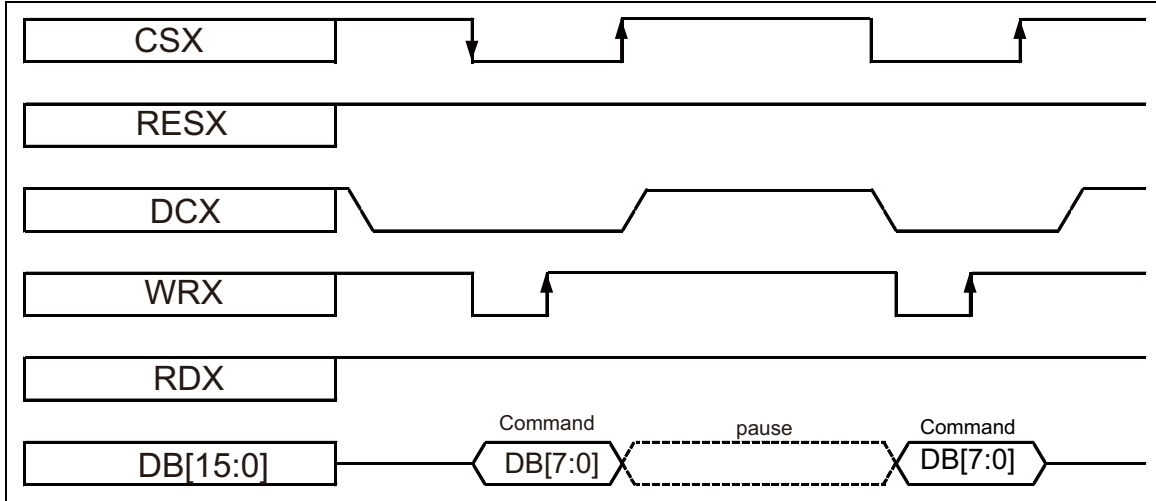 CSX
RESX
DCX
WRX
RDX
Command
pause
Command
DB[15:0]
DB[7:0]
DB[7:0]